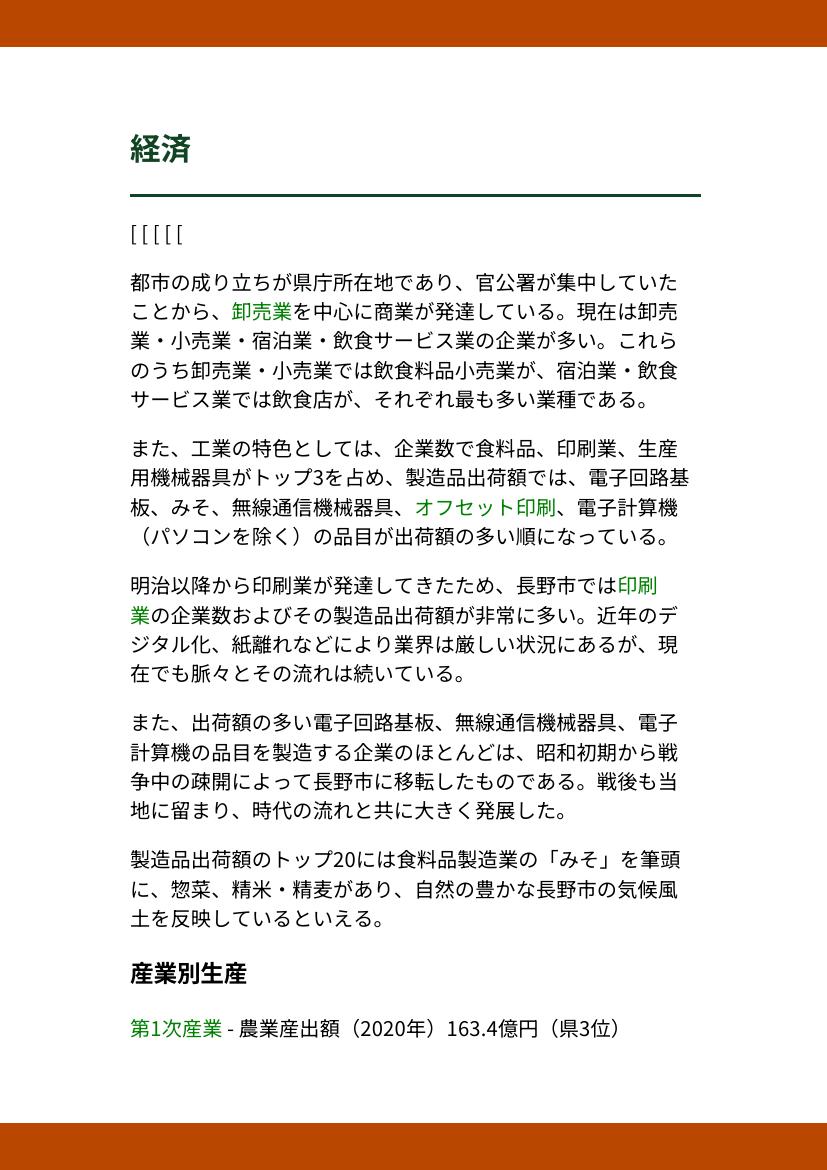 経済
[ [ [ [ [
都市の成り立ちが県庁所在地であり、官公署が集中していた
ことから、卸売業を中心に商業が発達している。現在は卸売
業・小売業・宿泊業・飲食サービス業の企業が多い。これら
のうち卸売業・小売業では飲食料品小売業が、宿泊業・飲食
サービス業では飲食店が、それぞれ最も多い業種である。
また、工業の特色としては、企業数で食料品、印刷業、生産
用機械器具がトップ3を占め、製造品出荷額では、電子回路基
板、みそ、無線通信機械器具、オフセット印刷、電子計算機
（パソコンを除く）の品目が出荷額の多い順になっている。
明治以降から印刷業が発達してきたため、長野市では印刷
業の企業数およびその製造品出荷額が非常に多い。近年のデ
ジタル化、紙離れなどにより業界は厳しい状況にあるが、現
在でも脈々とその流れは続いている。
また、出荷額の多い電子回路基板、無線通信機械器具、電子
計算機の品目を製造する企業のほとんどは、昭和初期から戦
争中の疎開によって長野市に移転したものである。戦後も当
地に留まり、時代の流れと共に大きく発展した。
製造品出荷額のトップ20には食料品製造業の「みそ」を筆頭
に、惣菜、精米・精麦があり、自然の豊かな長野市の気候風
土を反映しているといえる。
産業別生産
第1次産業 - 農業産出額（2020年）163.4億円（県3位）